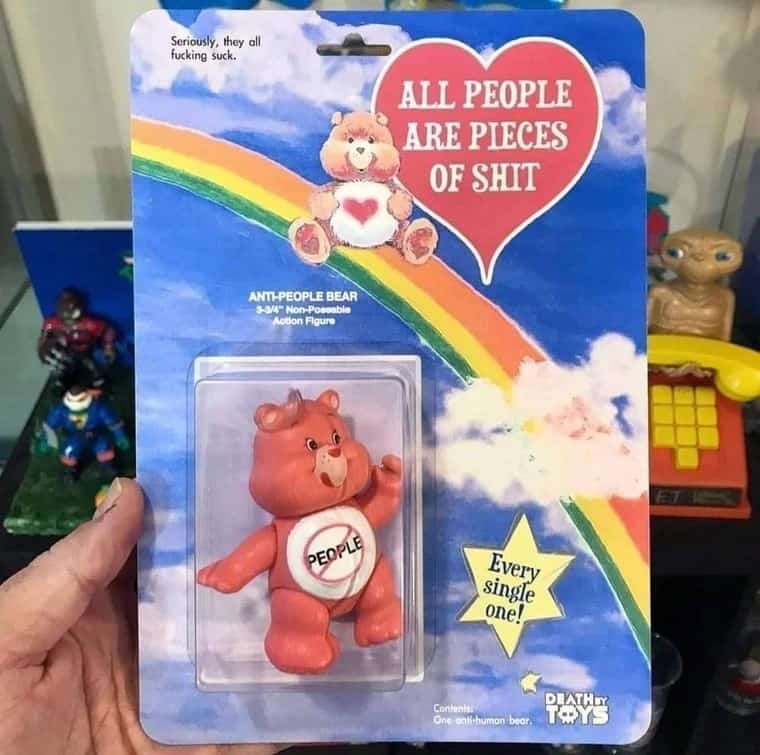 Seriously, they all
fucking suck.
ALL PEOPLE
ARE PIECES
OF SHIT
ANTI-PEOPLE BEAR
3-3/4" Non-Poseable
Action Figure
PEOPLE
Every
single
one!
ET
Contents:
One anti-human bear.
DEATH BY
TOYS